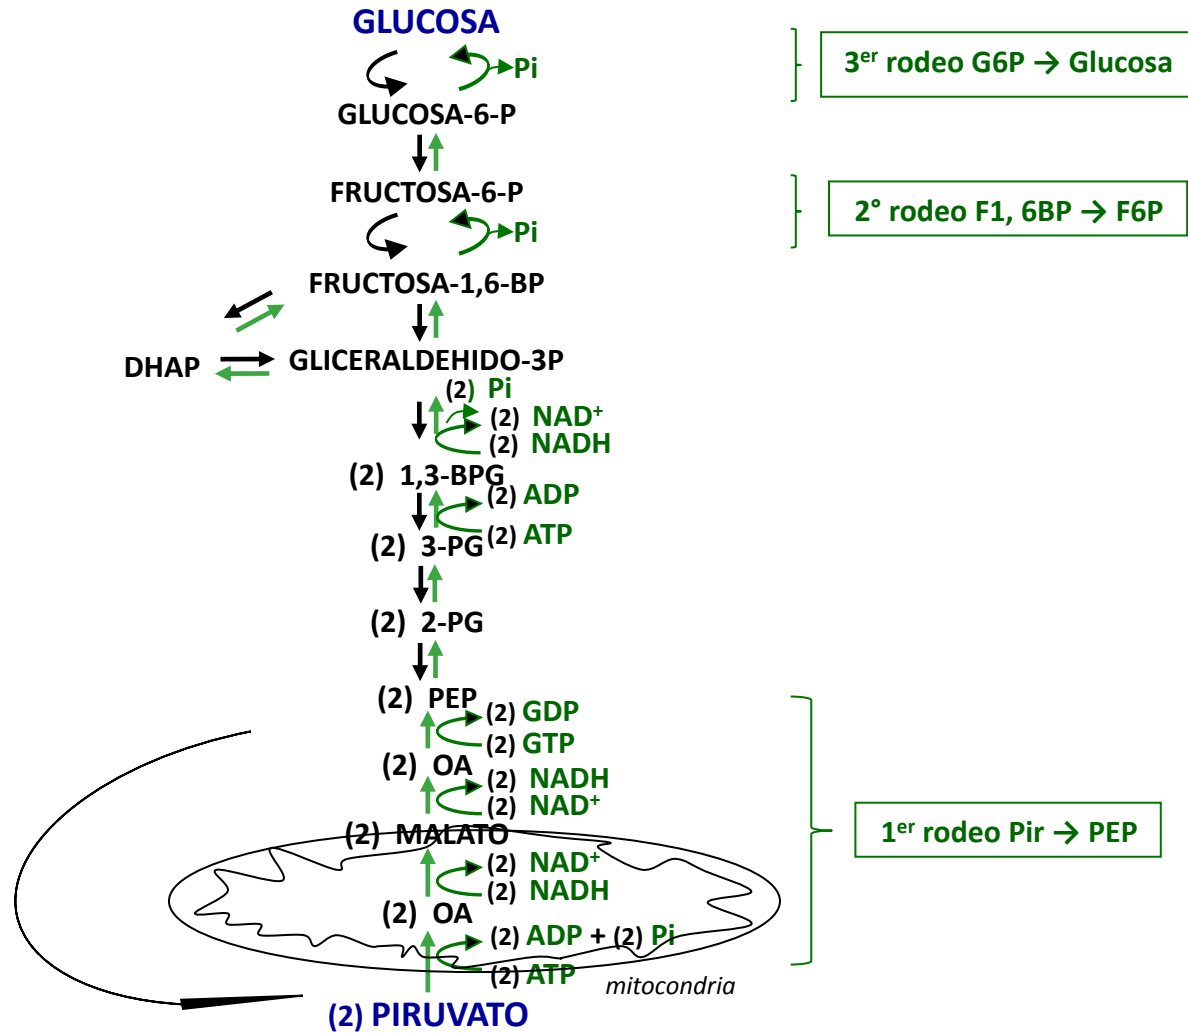 GLUCOSA
Pi
3er rodeo G6P → Glucosa
GLUCOSA-6-P
FRUCTOSA-6-P
Pi
2° rodeo F1, 6BP → F6P
FRUCTOSA-1,6-BP
DHAP
GLICERALDEHIDO-3P
(2) Pi
(2) NAD+
(2) NADH
(2) 1,3-BPG
(2) ADP
(2) ATP
(2) 3-PG
(2) 2-PG
(2) PEP
(2) GDP
(2) GTP
(2) OA
(2) NADH
(2) NAD+
1er rodeo Pir → PEP
(2) MALATO
(2) NAD+
(2) NADH
(2) OA
(2) ADP + (2) Pi
(2) ATP
mitocondria
(2) PIRUVATO